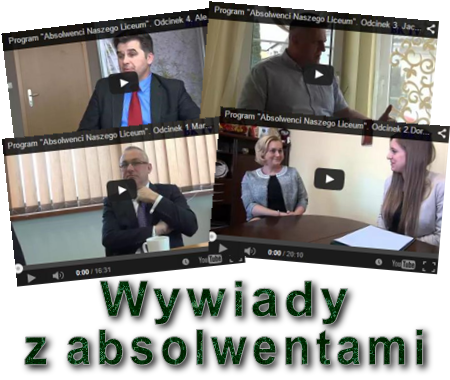 Program "Absolwenci Naszego Liceum". Odcinek 4. Ale...
Program "Absolwenci Naszego Liceum". Odcinek 3. Jac...
Program "Absolwenci Naszego Liceum". Odcinek 1 Mar...
Program "Absolwenci Naszego Liceum". Odcinek 2.Dor...
0:00 / 16:31
YouTube
0:00 / 20:10
YouTube
Wywiady
z absolwentami